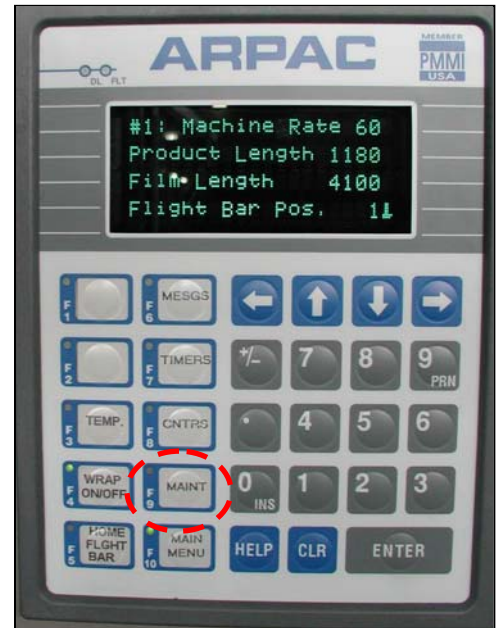 ARPAC
MEMBER
PMMI
USA
DL FLT
#1: Machine Rate 60
Product Length 1180
Film Length 4100
Flight Bar Pos. 1
F1
F6 MESGS
F2
F7 TIMERS
+/- 7 8 9 PRN
F3 TEMP.
F8 CNTRS
. 4 5 6
F4 WRAP ON/OFF
F9 MAINT
0 INS 1 2 3
F5 HOME FLGHT BAR
F10 MAIN MENU
HELP CLR ENTER